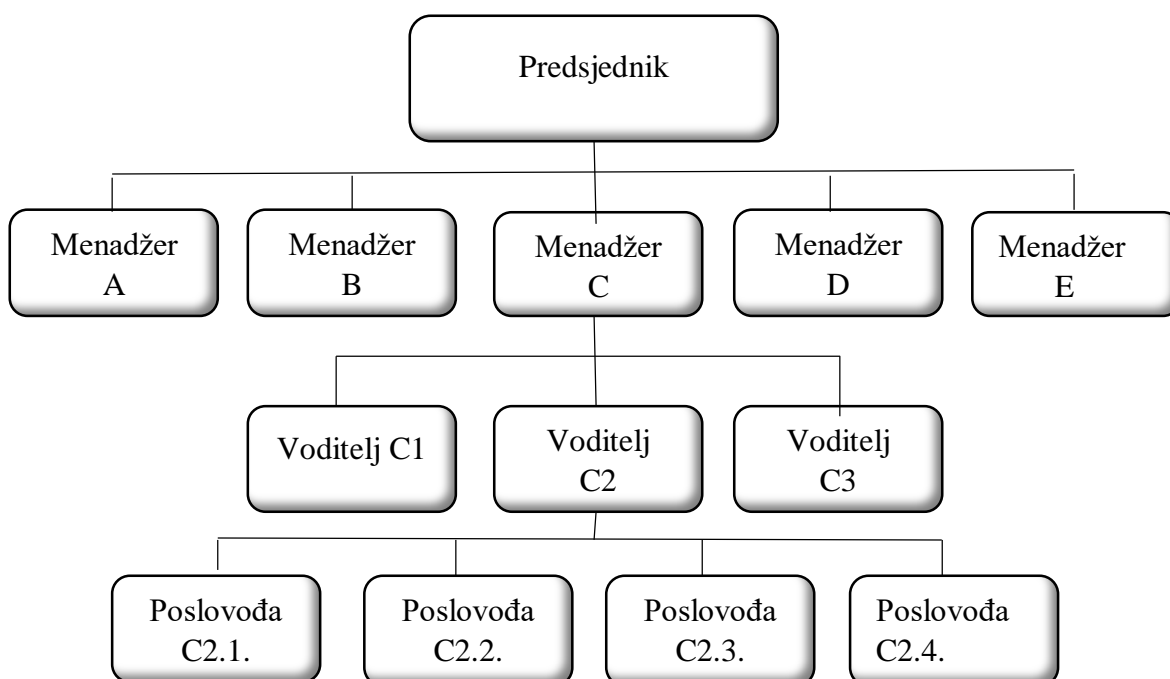 Predsjednik
Menadžer
A
Menadžer
B
Menadžer
C
Menadžer
D
Menadžer
E
Voditelj C1
Voditelj
C2
Voditelj
C3
Poslovođa
C2.1.
Poslovođa
C2.2.
Poslovođa
C2.3.
Poslovođa
C2.4.